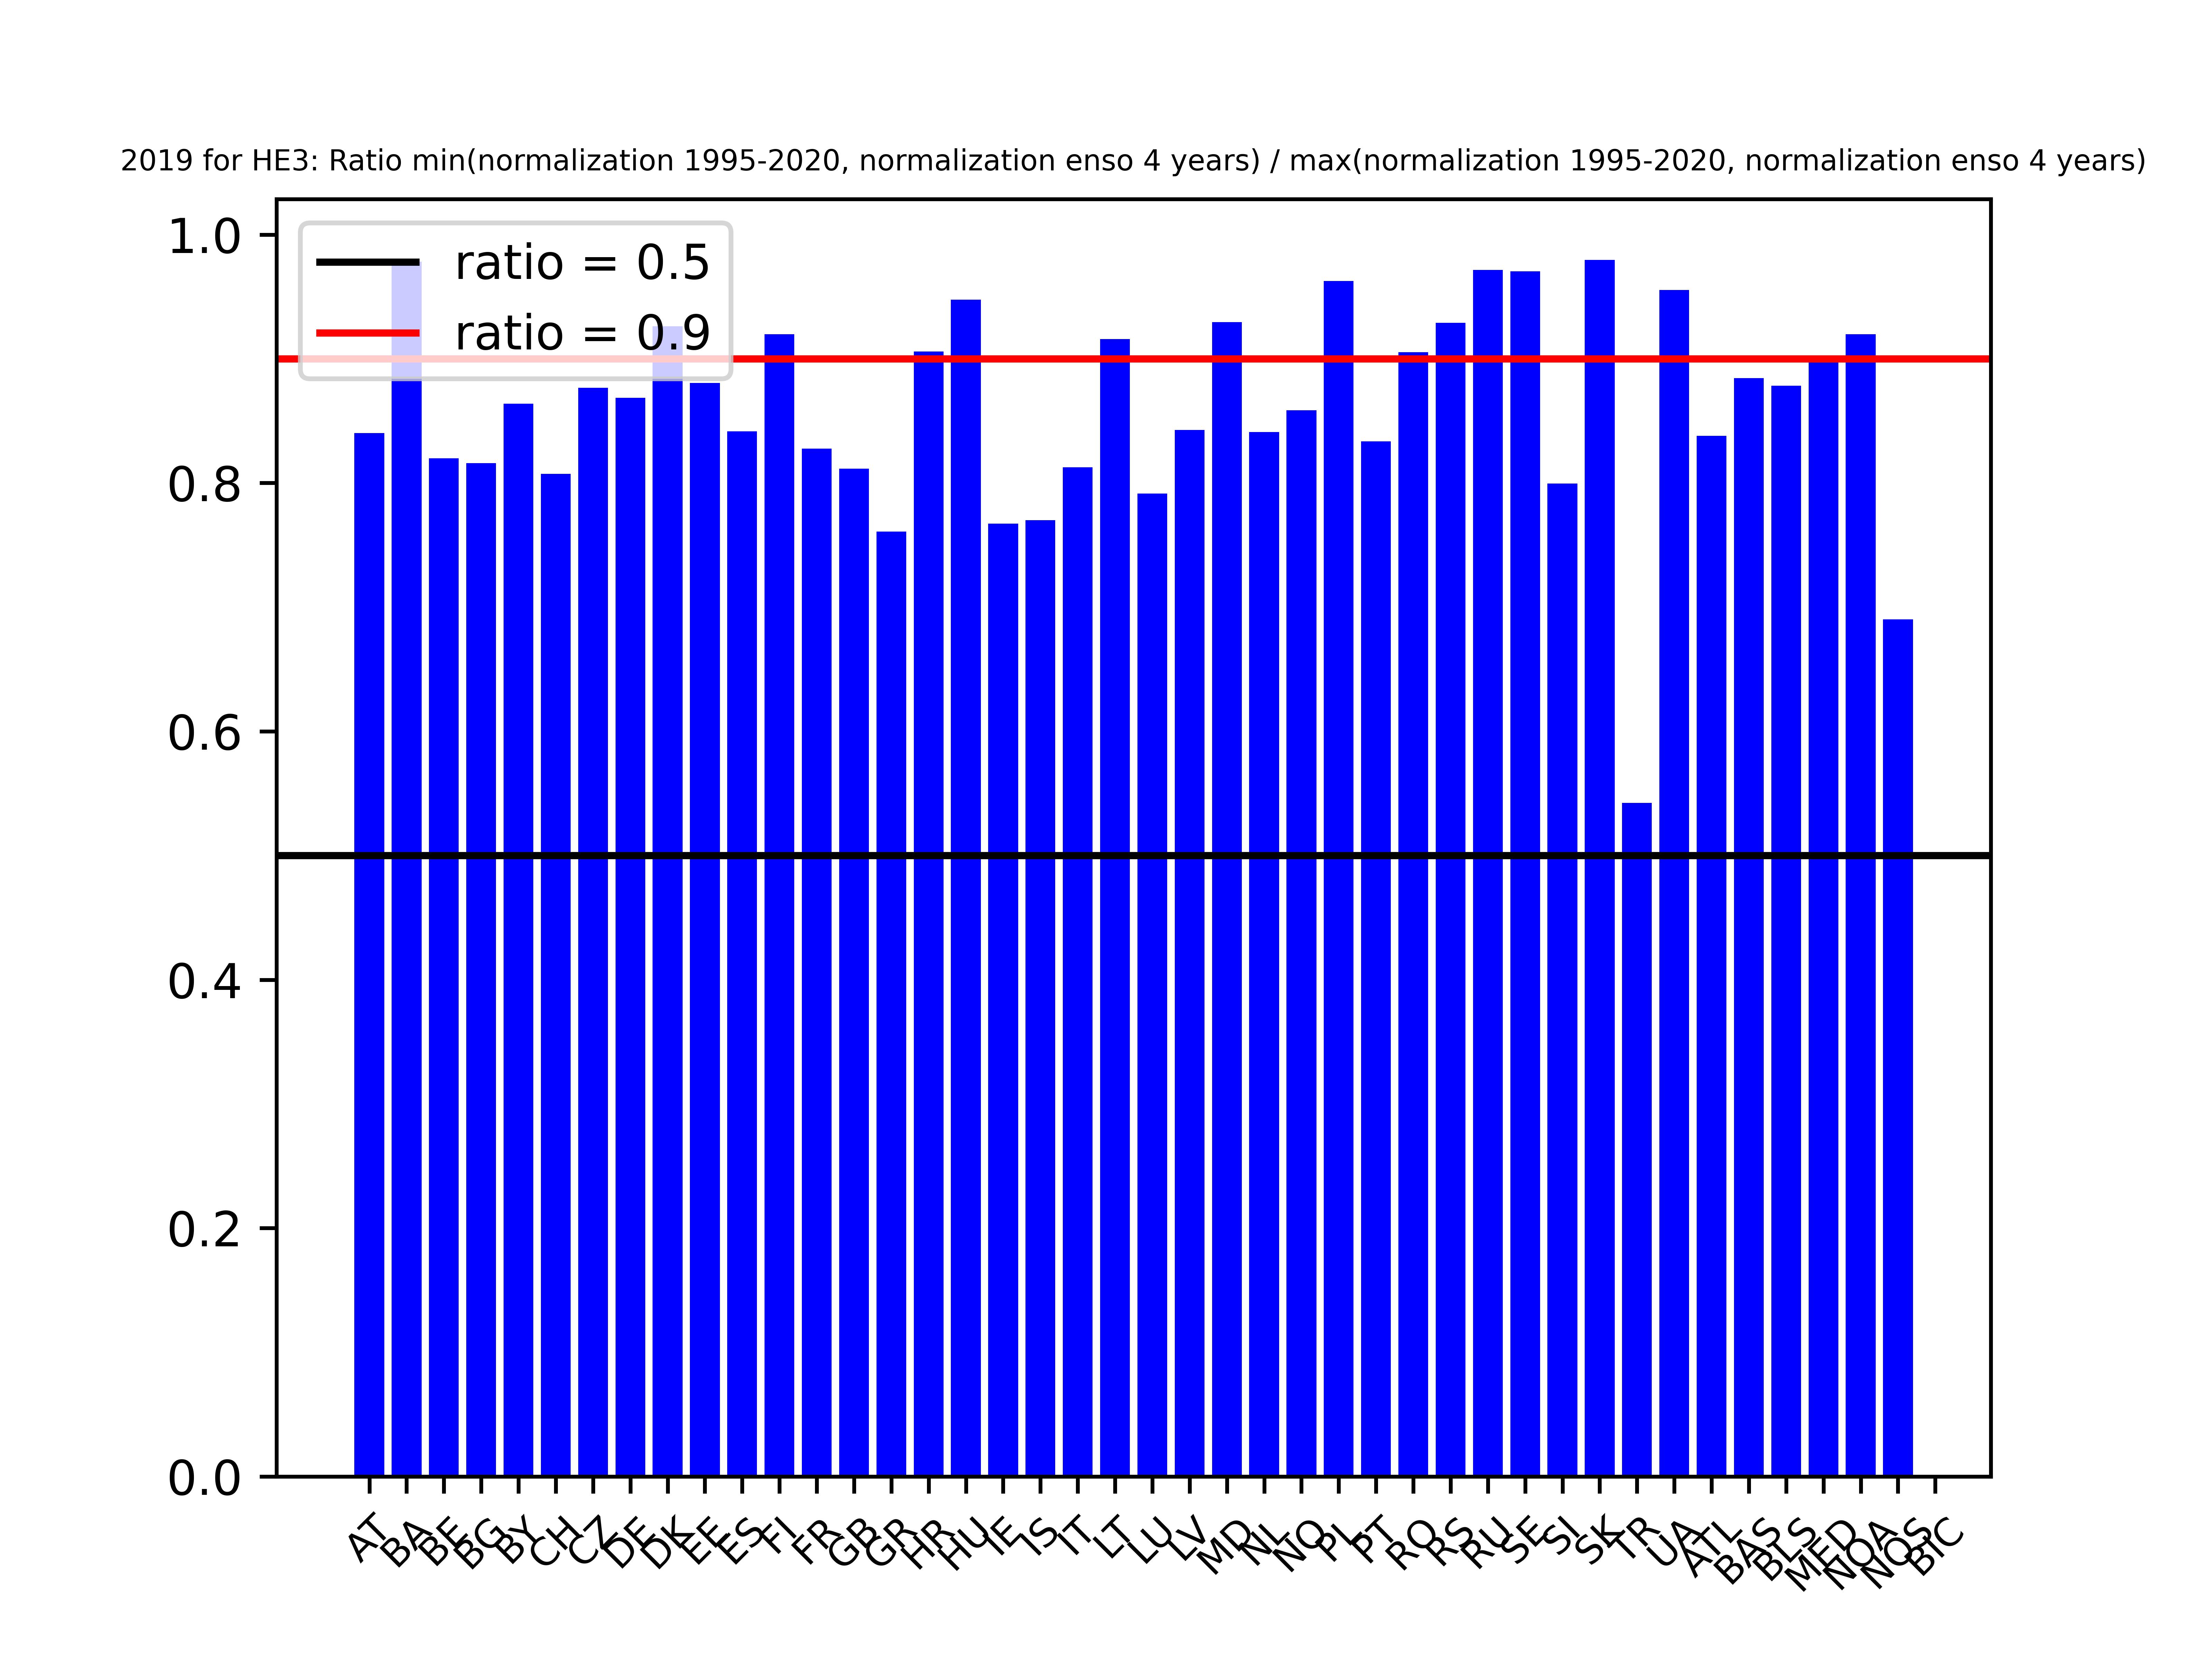 2019 for HE3: Ratio min(normalization 1995-2020, normalization enso 4 years) / max(normalization 1995-2020, normalization enso 4 years)
ratio = 0.5
ratio = 0.9
1.0
0.8
0.6
0.4
0.2
0.0
AT
BA
BE
BG
BY
CH
CZ
DE
DK
EE
ES
FI
FR
GB
GR
HR
HU
IE
IS
IT
LT
LU
LV
MD
NL
NO
PL
PT
RO
RS
RU
SE
SI
SK
TR
UA
ATL
BAS
BLS
MED
NOA
NOS
BIC